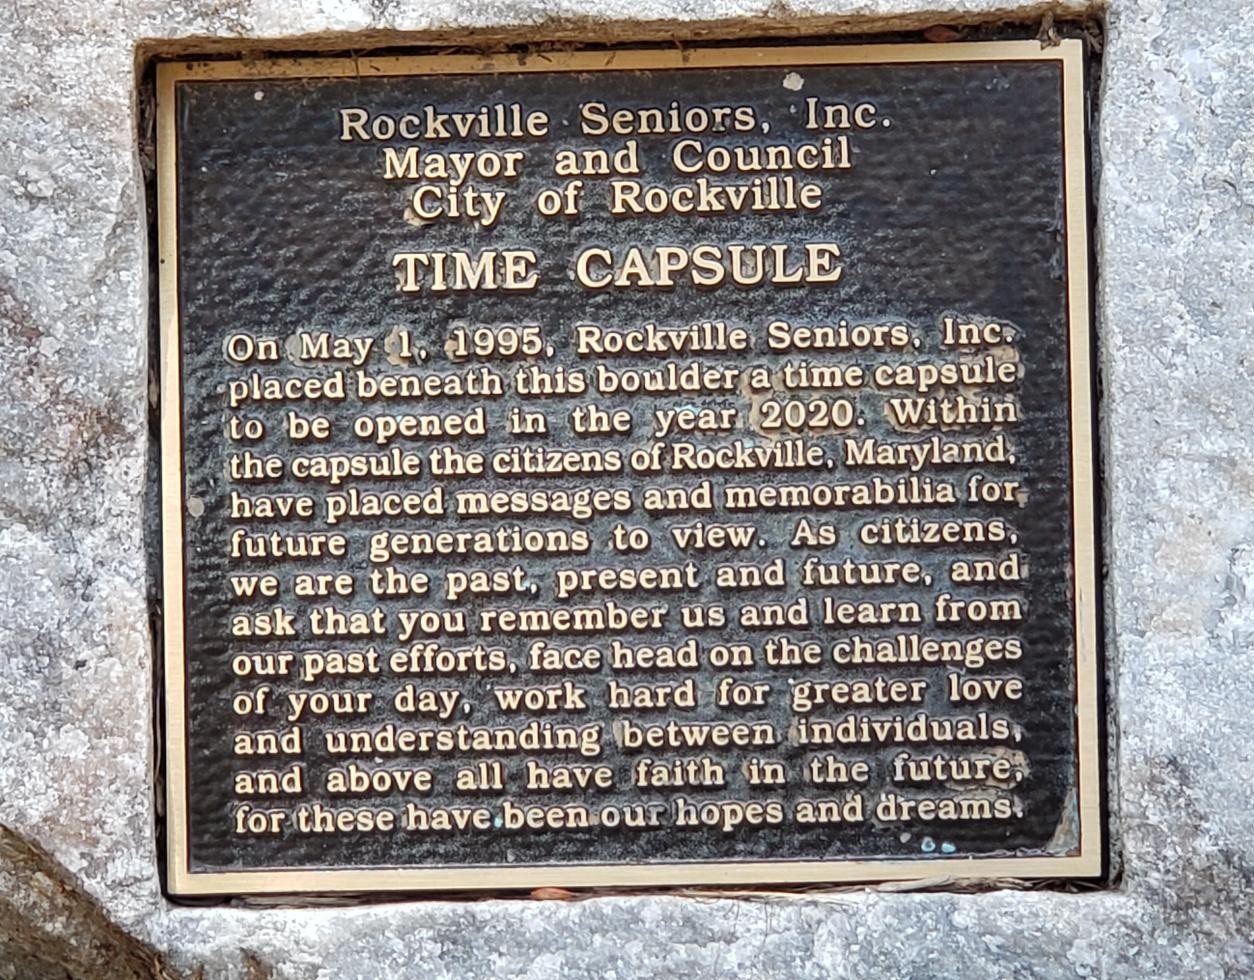 Rockville Seniors, Inc.
Mayor and Council
City of Rockville
TIME CAPSULE
On May 1, 1995, Rockville Seniors, Inc.
placed beneath this boulder a time capsule
to be opened in the year 2020. Within
the capsule the citizens of Rockville, Maryland,
have placed messages and memorabilia for
future generations to view. As citizens,
we are the past, present and future, and
ask that you remember us and learn from
our past efforts, face head on the challenges
of your day, work hard for greater love
and understanding between individuals,
and above all have faith in the future,
for these have been our hopes and dreams.